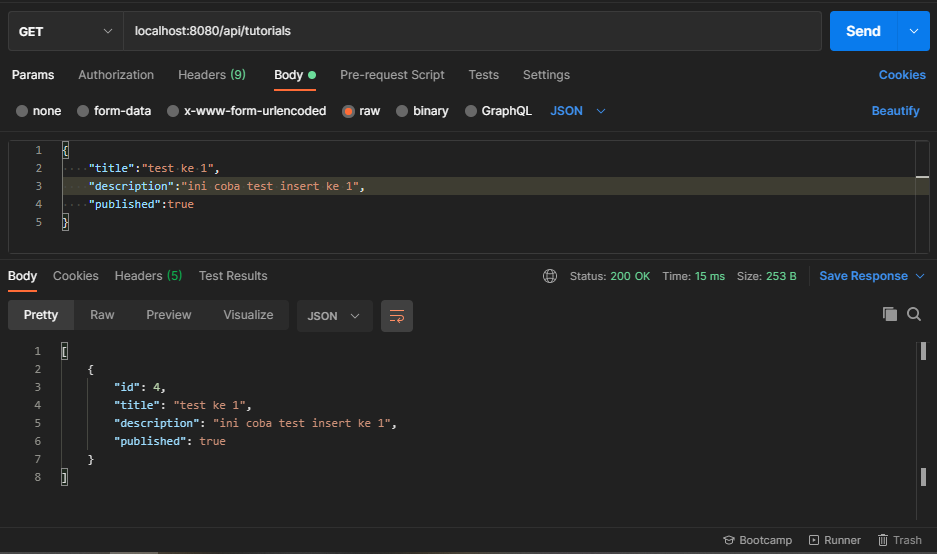 GET localhost:8080/api/tutorials Send
Params Authorization Headers (9) Body Pre-request Script Tests Settings Cookies
none form-data x-www-form-urlencoded raw binary GraphQL JSON Beautify
1 {
2 "title":"test ke 1",
3 "description":"ini coba test insert ke 1",
4 "published":true
5 }
Body Cookies Headers (5) Test Results Status: 200 OK Time: 15 ms Size: 253 B Save Response
Pretty Raw Preview Visualize JSON
1 [
2 {
3 "id": 4,
4 "title": "test ke 1",
5 "description": "ini coba test insert ke 1",
6 "published": true
7 }
8 ]
Bootcamp Runner Trash